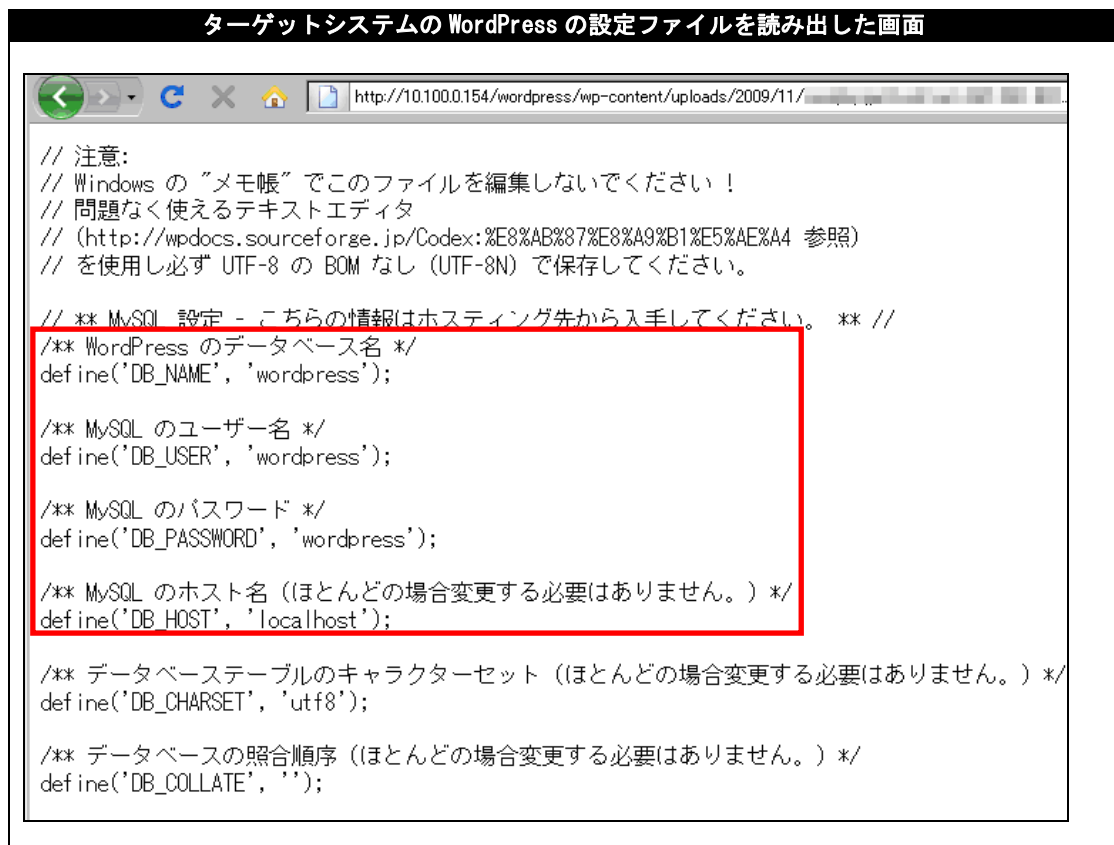 ターゲットシステムの WordPress の設定ファイルを読み出した画面
http://10.100.0.154/wordpress/wp-content/uploads/2009/11/
// 注意:
// Windows の "メモ帳" でこのファイルを編集しないでください !
// 問題なく使えるテキストエディタ
// (http://wpdocs.sourceforge.jp/Codex:%E8%AB%87%E8%A9%B1%E5%AE%A4 参照)
// を使用し必ず UTF-8 の BOM なし (UTF-8N) で保存してください。
// ** MySQL 設定 - こちらの情報はホスティング先から入手してください。 ** //
/** WordPress のデータベース名 */
define('DB_NAME', 'wordpress');
/** MySQL のユーザー名 */
define('DB_USER', 'wordpress');
/** MySQL のパスワード */
define('DB_PASSWORD', 'wordpress');
/** MySQL のホスト名 (ほとんどの場合変更する必要はありません。) */
define('DB_HOST', 'localhost');
/** データベーステーブルのキャラクターセット (ほとんどの場合変更する必要はありません。) */
define('DB_CHARSET', 'utf8');
/** データベースの照合順序 (ほとんどの場合変更する必要はありません。) */
define('DB_COLLATE', '');